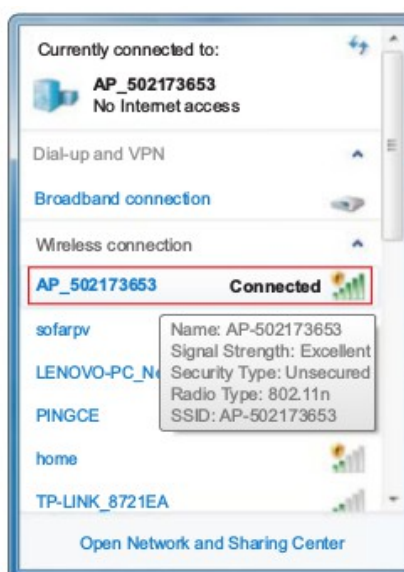 Currently connected to:
AP_502173653
No Internet access
Dial-up and VPN
Broadband connection
Wireless connection
AP_502173653 Connected
sofarpv
Name: AP-502173653
Signal Strength: Excellent
LENOVO-PC_Ne
Security Type: Unsecured
Radio Type: 802.11n
PINGCE
SSID: AP-502173653
home
TP-LINK_8721EA
Open Network and Sharing Center